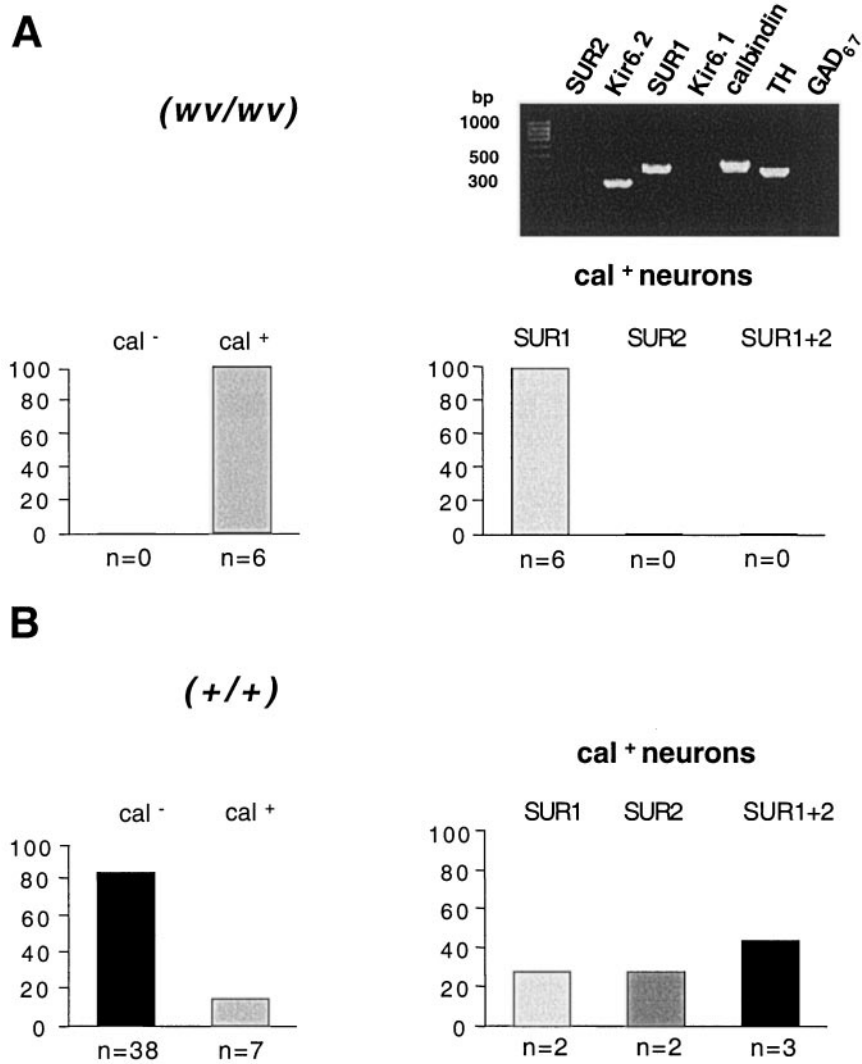 A
(wv/wv)
SUR2 Kir6.2 SUR1 Kir6.1 calbindin TH GAD67
bp
1000
500
300
cal + neurons
cal - cal +
100
80
60
40
20
0
n=0 n=6
SUR1 SUR2 SUR1+2
100
80
60
40
20
0
n=6 n=0 n=0
B
(+/+)
cal + neurons
cal - cal +
100
80
60
40
20
0
n=38 n=7
SUR1 SUR2 SUR1+2
100
80
60
40
20
0
n=2 n=2 n=3